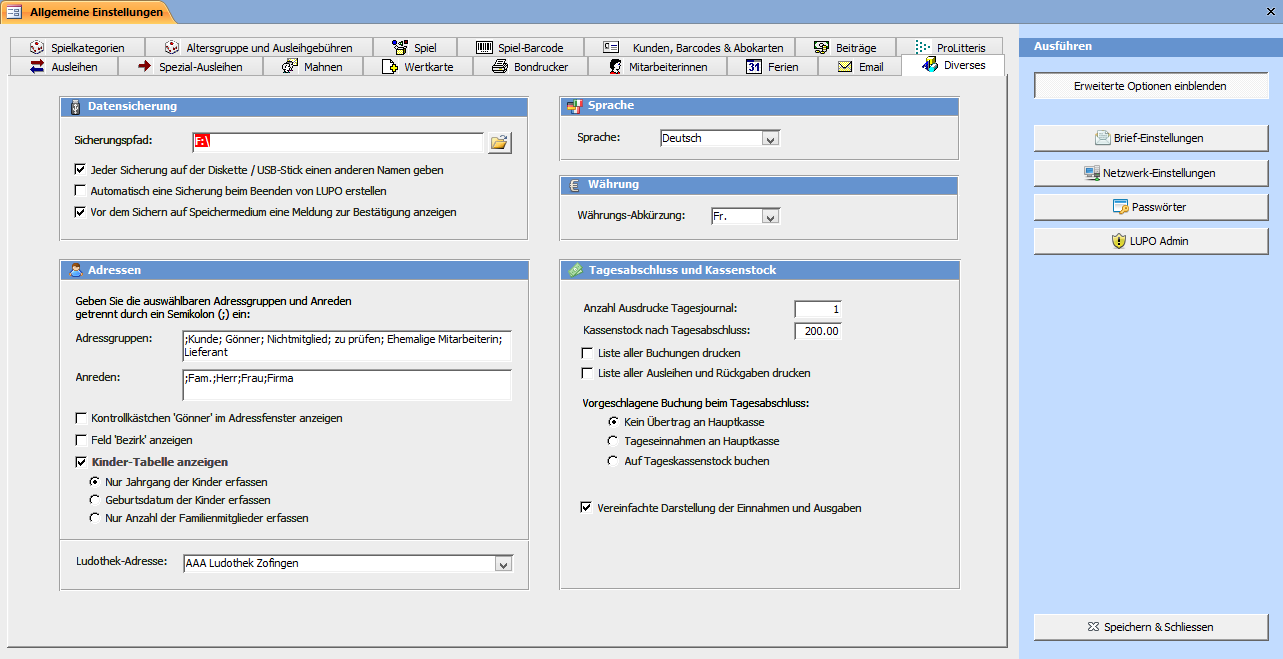 Allgemeine Einstellungen
Spielkategorien
Altersgruppe und Ausleihgebühren
Spiel
Spiel-Barcode
Kunden, Barcodes & Abokarten
Beiträge
ProLitteris
Ausleihen
Spezial-Ausleihen
Mahnen
Wertkarte
Bondrucker
Mitarbeiterinnen
31 Ferien
Email
Diverses
Datensicherung
Sicherungspfad: F:\
Jeder Sicherung auf der Diskette / USB-Stick einen anderen Namen geben
Automatisch eine Sicherung beim Beenden von LUPO erstellen
Vor dem Sichern auf Speichermedium eine Meldung zur Bestätigung anzeigen
Adressen
Geben Sie die auswählbaren Adressgruppen und Anreden
getrennt durch ein Semikolon (;) ein:
Adressgruppen: ;Kunde; Gönner; Nichtmitglied; zu prüfen; Ehemalige Mitarbeiterin;
Lieferant
Anreden: ;Fam.;Herr;Frau;Firma
Kontrollkästchen 'Gönner' im Adressfenster anzeigen
Feld 'Bezirk' anzeigen
Kinder-Tabelle anzeigen
Nur Jahrgang der Kinder erfassen
Geburtsdatum der Kinder erfassen
Nur Anzahl der Familienmitglieder erfassen
Ludothek-Adresse: AAA Ludothek Zofingen
Sprache
Sprache: Deutsch
€ Währung
Währungs-Abkürzung: Fr.
Tagesabschluss und Kassenstock
Anzahl Ausdrucke Tagesjournal: 1
Kassenstock nach Tagesabschluss: 200.00
Liste aller Buchungen drucken
Liste aller Ausleihen und Rückgaben drucken
Vorgeschlagene Buchung beim Tagesabschluss:
Kein Übertrag an Hauptkasse
Tageseinnahmen an Hauptkasse
Auf Tageskassenstock buchen
Vereinfachte Darstellung der Einnahmen und Ausgaben
Ausführen
Erweiterte Optionen einblenden
Brief-Einstellungen
Netzwerk-Einstellungen
Passwörter
LUPO Admin
Speichern & Schliessen